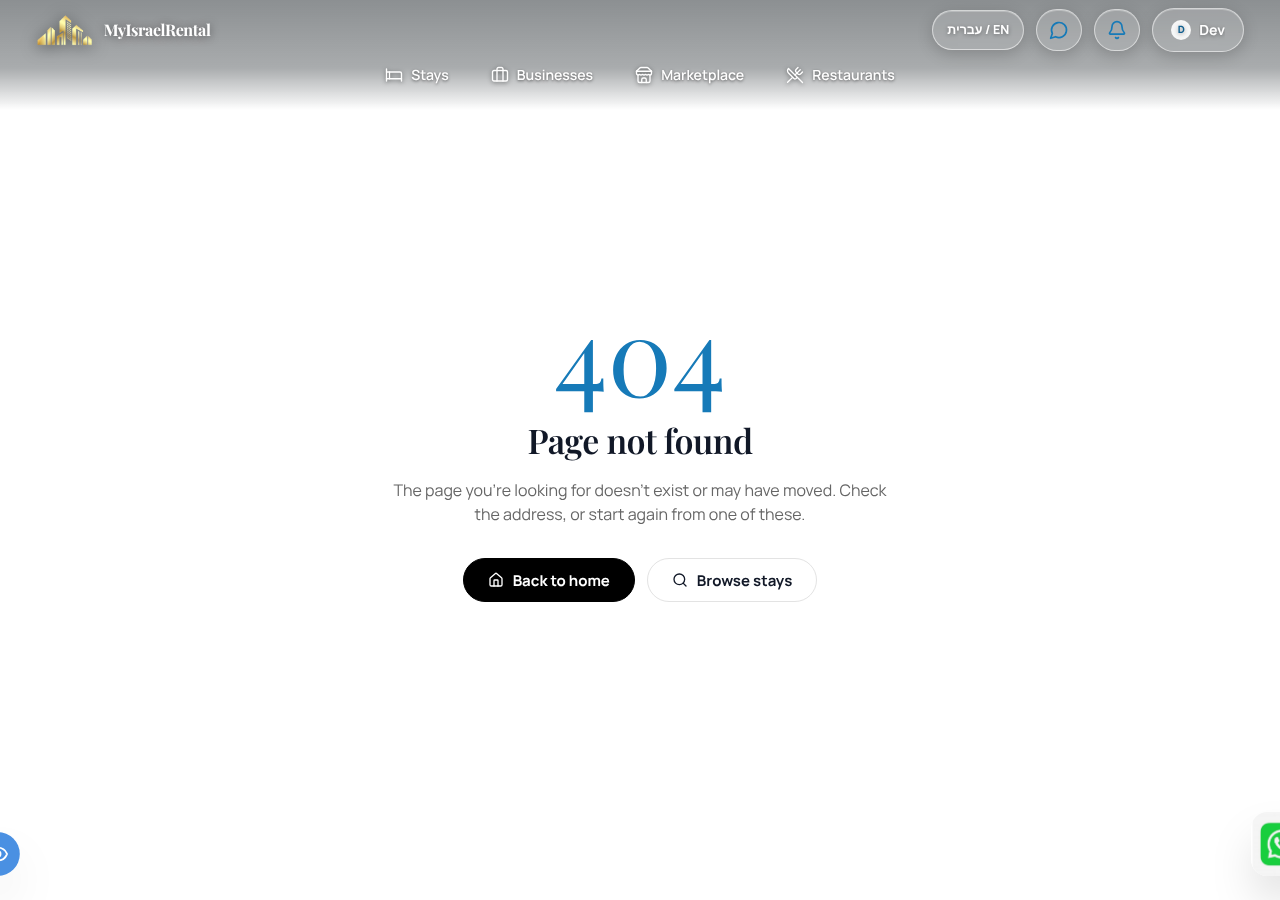 MyIsraelRental
עברית / EN
D
Dev
Stays
Businesses
Marketplace
Restaurants
404
Page not found
The page you're looking for doesn't exist or may have moved. Check
the address, or start again from one of these.
Back to home
Browse stays